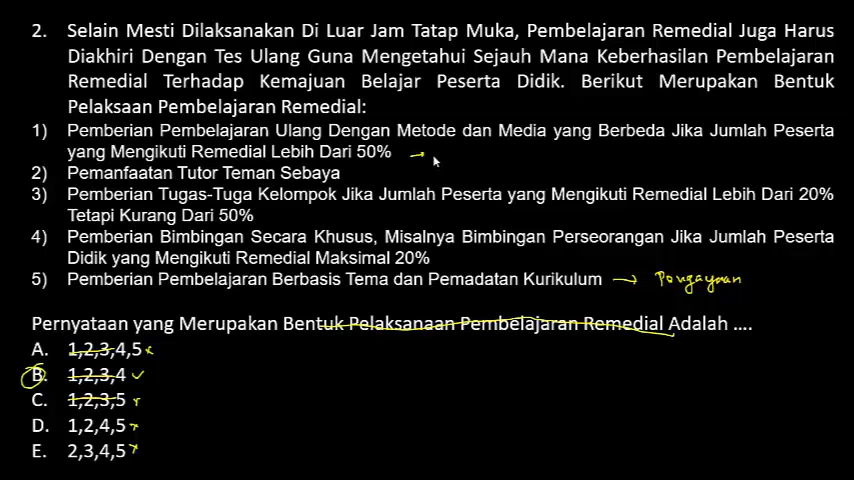 2. Selain Mesti Dilaksanakan Di Luar Jam Tatap Muka, Pembelajaran Remedial Juga Harus
Diakhiri Dengan Tes Ulang Guna Mengetahui Sejauh Mana Keberhasilan Pembelajaran
Remedial Terhadap Kemajuan Belajar Peserta Didik. Berikut Merupakan Bentuk
Pelaksaan Pembelajaran Remedial:
1) Pemberian Pembelajaran Ulang Dengan Metode dan Media yang Berbeda Jika Jumlah Peserta
yang Mengikuti Remedial Lebih Dari 50% →
2) Pemanfaatan Tutor Teman Sebaya
3) Pemberian Tugas-Tuga Kelompok Jika Jumlah Peserta yang Mengikuti Remedial Lebih Dari 20%
Tetapi Kurang Dari 50%
4) Pemberian Bimbingan Secara Khusus, Misalnya Bimbingan Perseorangan Jika Jumlah Peserta
Didik yang Mengikuti Remedial Maksimal 20%
5) Pemberian Pembelajaran Berbasis Tema dan Pemadatan Kurikulum → Pengayaan
Pernyataan yang Merupakan Bentuk Pelaksanaan Pembelajaran Remedial Adalah ....
A. 1,2,3,4,5 x
B. 1,2,3,4 ✓
C. 1,2,3,5 x
D. 1,2,4,5 x
E. 2,3,4,5 x